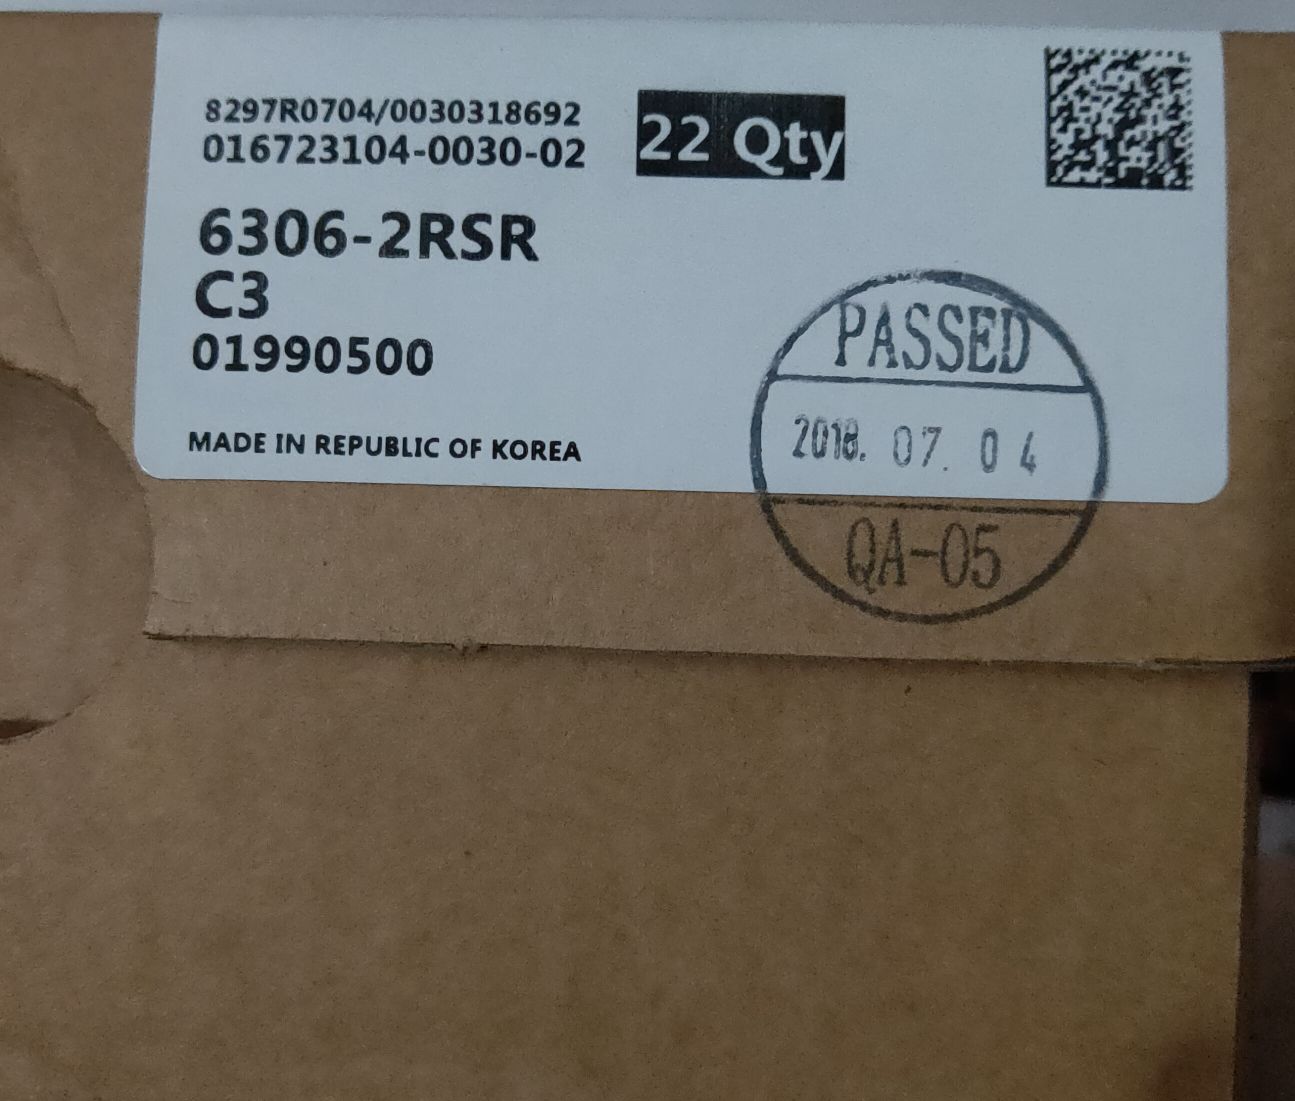 8297R0704/0030318692
016723104-0030-02
22 Qty
6306-2RSR
C3
01990500
MADE IN REPUBLIC OF KOREA
PASSED
2018. 07. 04
QA-05